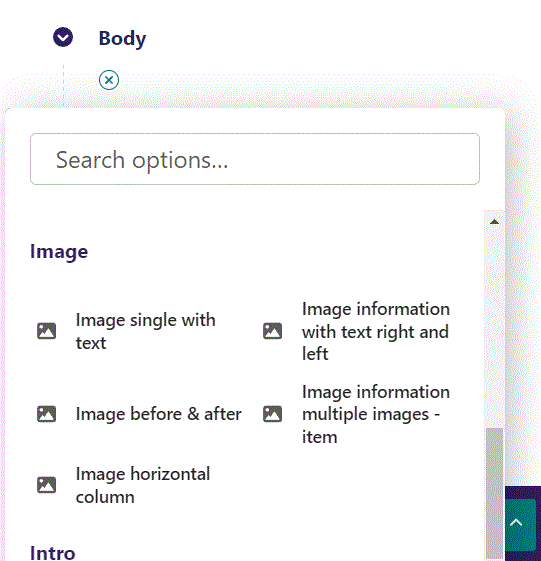 Body
Search options...
Image
Image single with
text
Image information
with text right and
left
Image before & after
Image information
multiple images -
item
Image horizontal
column
Intro